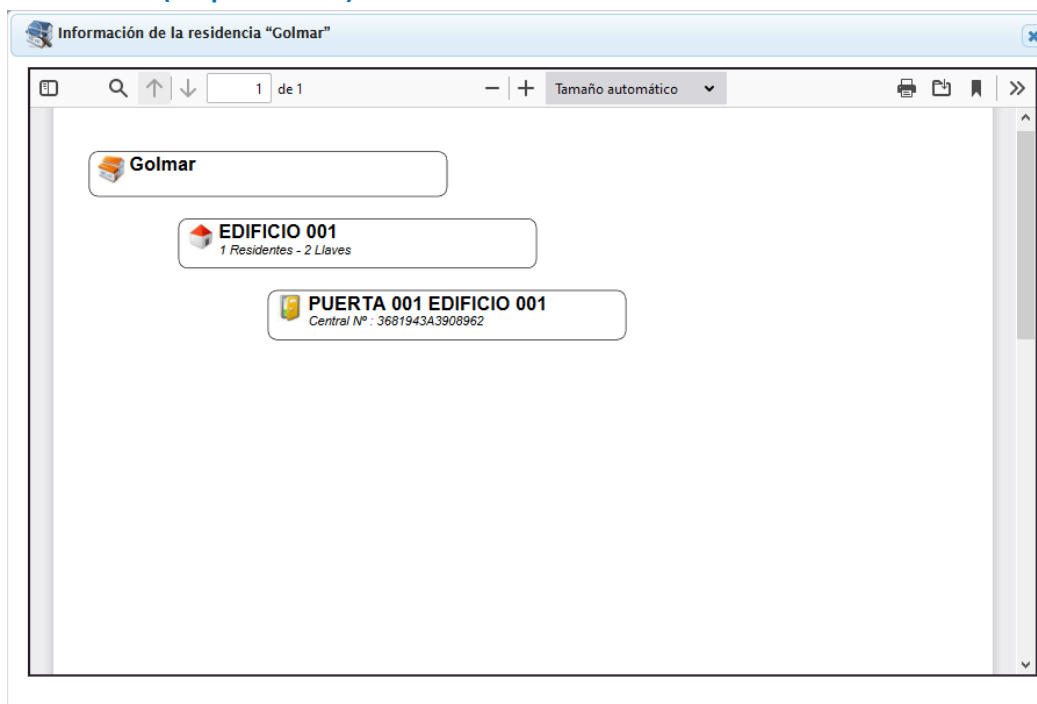 Información de la residencia “Golmar”
1 de 1 Tamaño automático
Golmar
EDIFICIO 001
1 Residentes - 2 Llaves
PUERTA 001 EDIFICIO 001
Central Nº : 3681943A3908962